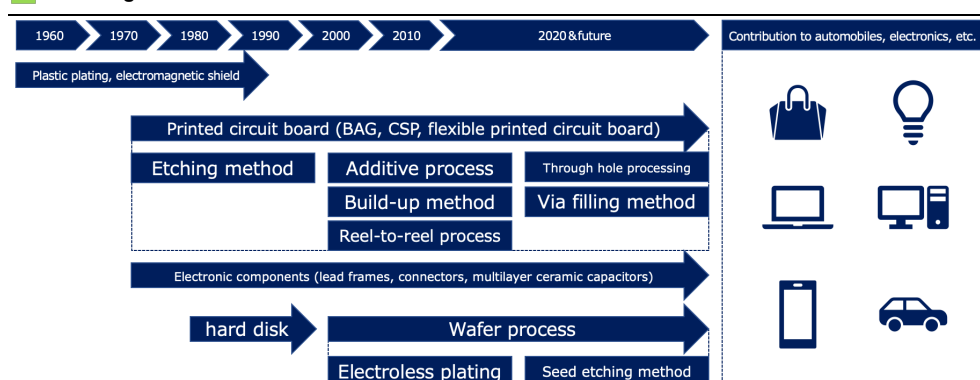 1960
1970
1980
1990
2000
2010
2020&future
Contribution to automobiles, electronics, etc.
Plastic plating, electromagnetic shield
Printed circuit board (BAG, CSP, flexible printed circuit board)
Etching method
Additive process
Through hole processing
Build-up method
Via filling method
Reel-to-reel process
Electronic components (lead frames, connectors, multilayer ceramic capacitors)
hard disk
Wafer process
Electroless plating
Seed etching method